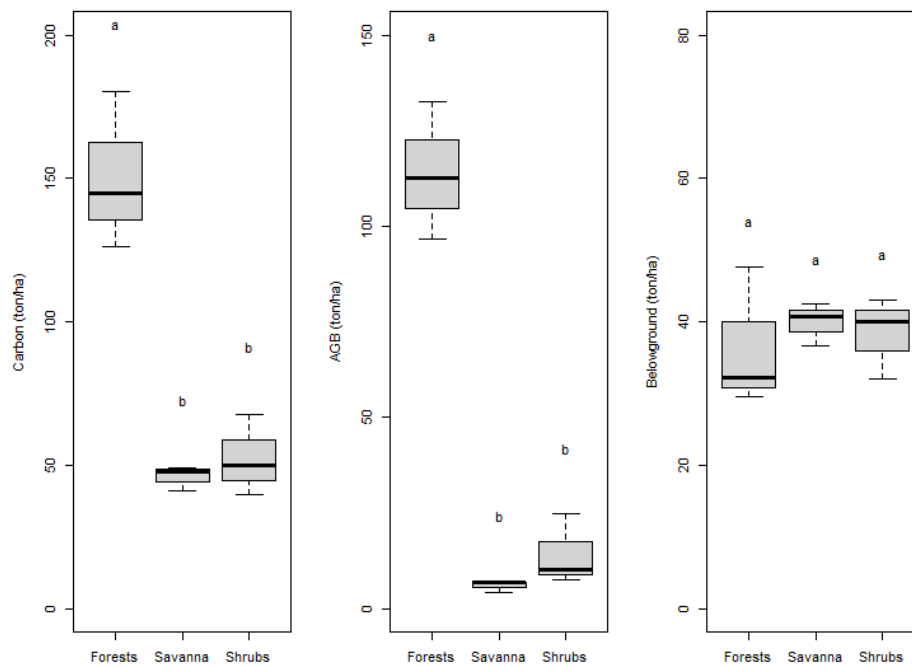 Carbon (ton/ha)
0
50
100
150
200
a
b
b
Forests
Savanna
Shrubs
AGB (ton/ha)
0
50
100
150
a
b
b
Forests
Savanna
Shrubs
Belowground (ton/ha)
0
20
40
60
80
a
a
a
Forests
Savanna
Shrubs